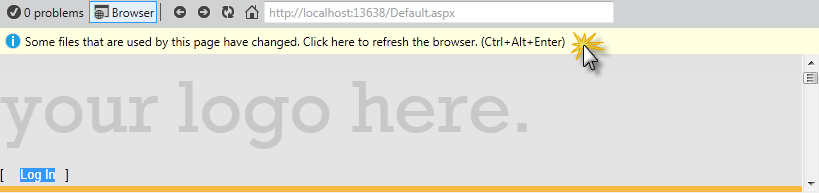 0 problems Browser http://localhost:13638/Default.aspx
Some files that are used by this page have changed. Click here to refresh the browser. (Ctrl+Alt+Enter)
your logo here.
[ Log In ]